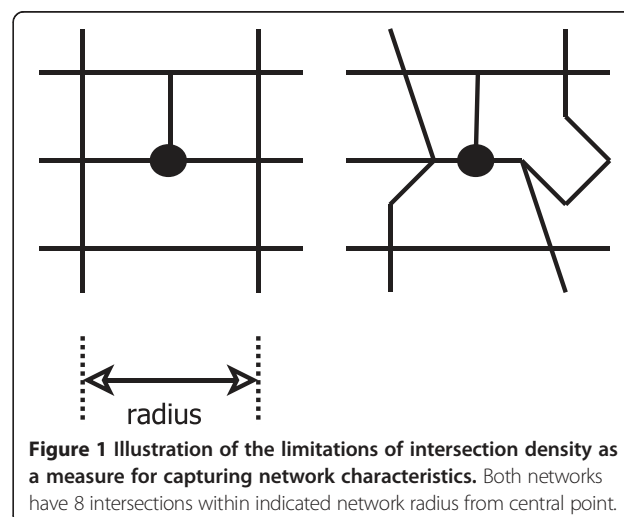 radius
Figure 1 Illustration of the limitations of intersection density as
a measure for capturing network characteristics. Both networks
have 8 intersections within indicated network radius from central point.